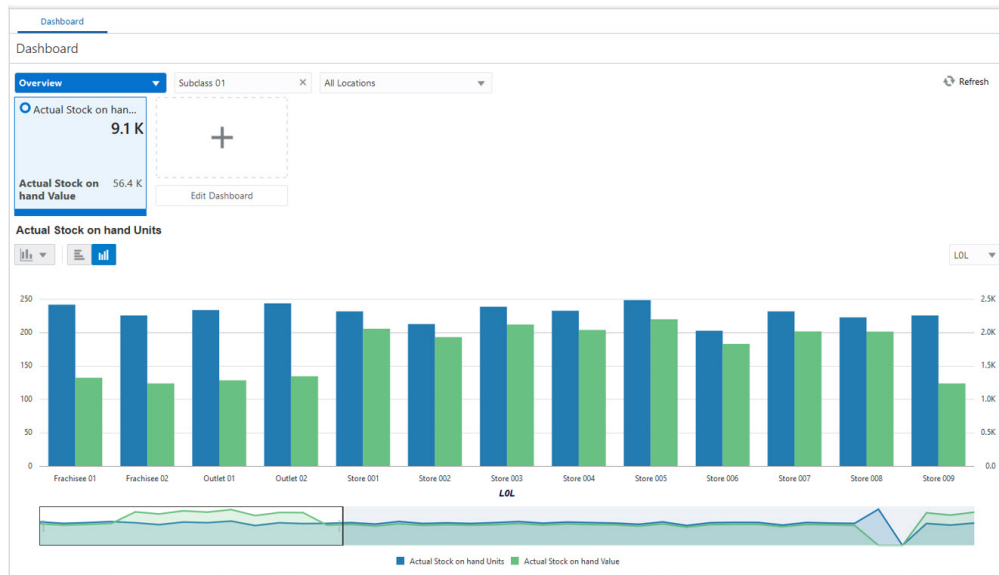 Dashboard
Dashboard
Overview
Subclass 01
All Locations
Refresh
Actual Stock on han...
9.1 K
Actual Stock on hand Value
56.4 K
Edit Dashboard
Actual Stock on hand Units
LOL
250
200
150
100
50
0
2.5K
2.0K
1.5K
1.0K
0.5K
0.0
Frachisee 01 Frachisee 02 Outlet 01 Outlet 02 Store 001 Store 002 Store 003 Store 004 Store 005 Store 006 Store 007 Store 008 Store 009
LOL
Actual Stock on hand Units Actual Stock on hand Value